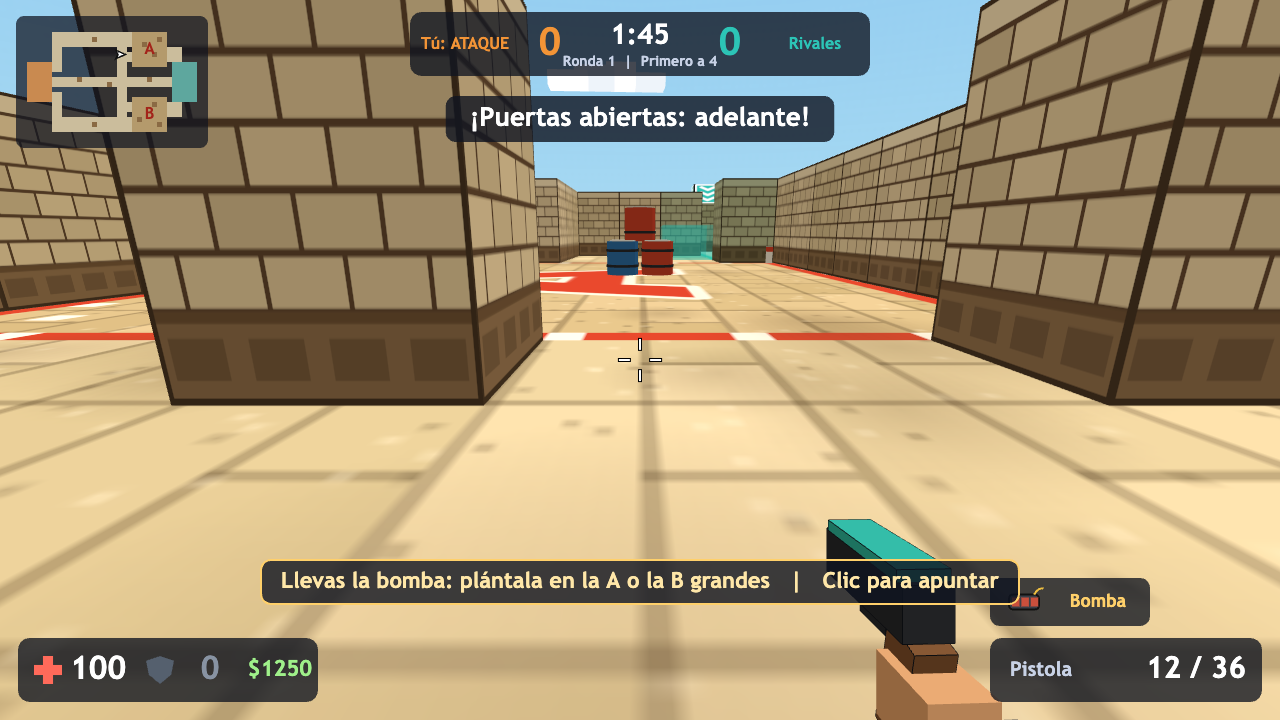 A
B
Tú: ATAQUE
0
1:45
0
Rivales
Ronda 1 | Primero a 4
¡Puertas abiertas: adelante!
Llevas la bomba: plántala en la A o la B grandes | Clic para apuntar
Bomba
100
0
$1250
Pistola
12 / 36